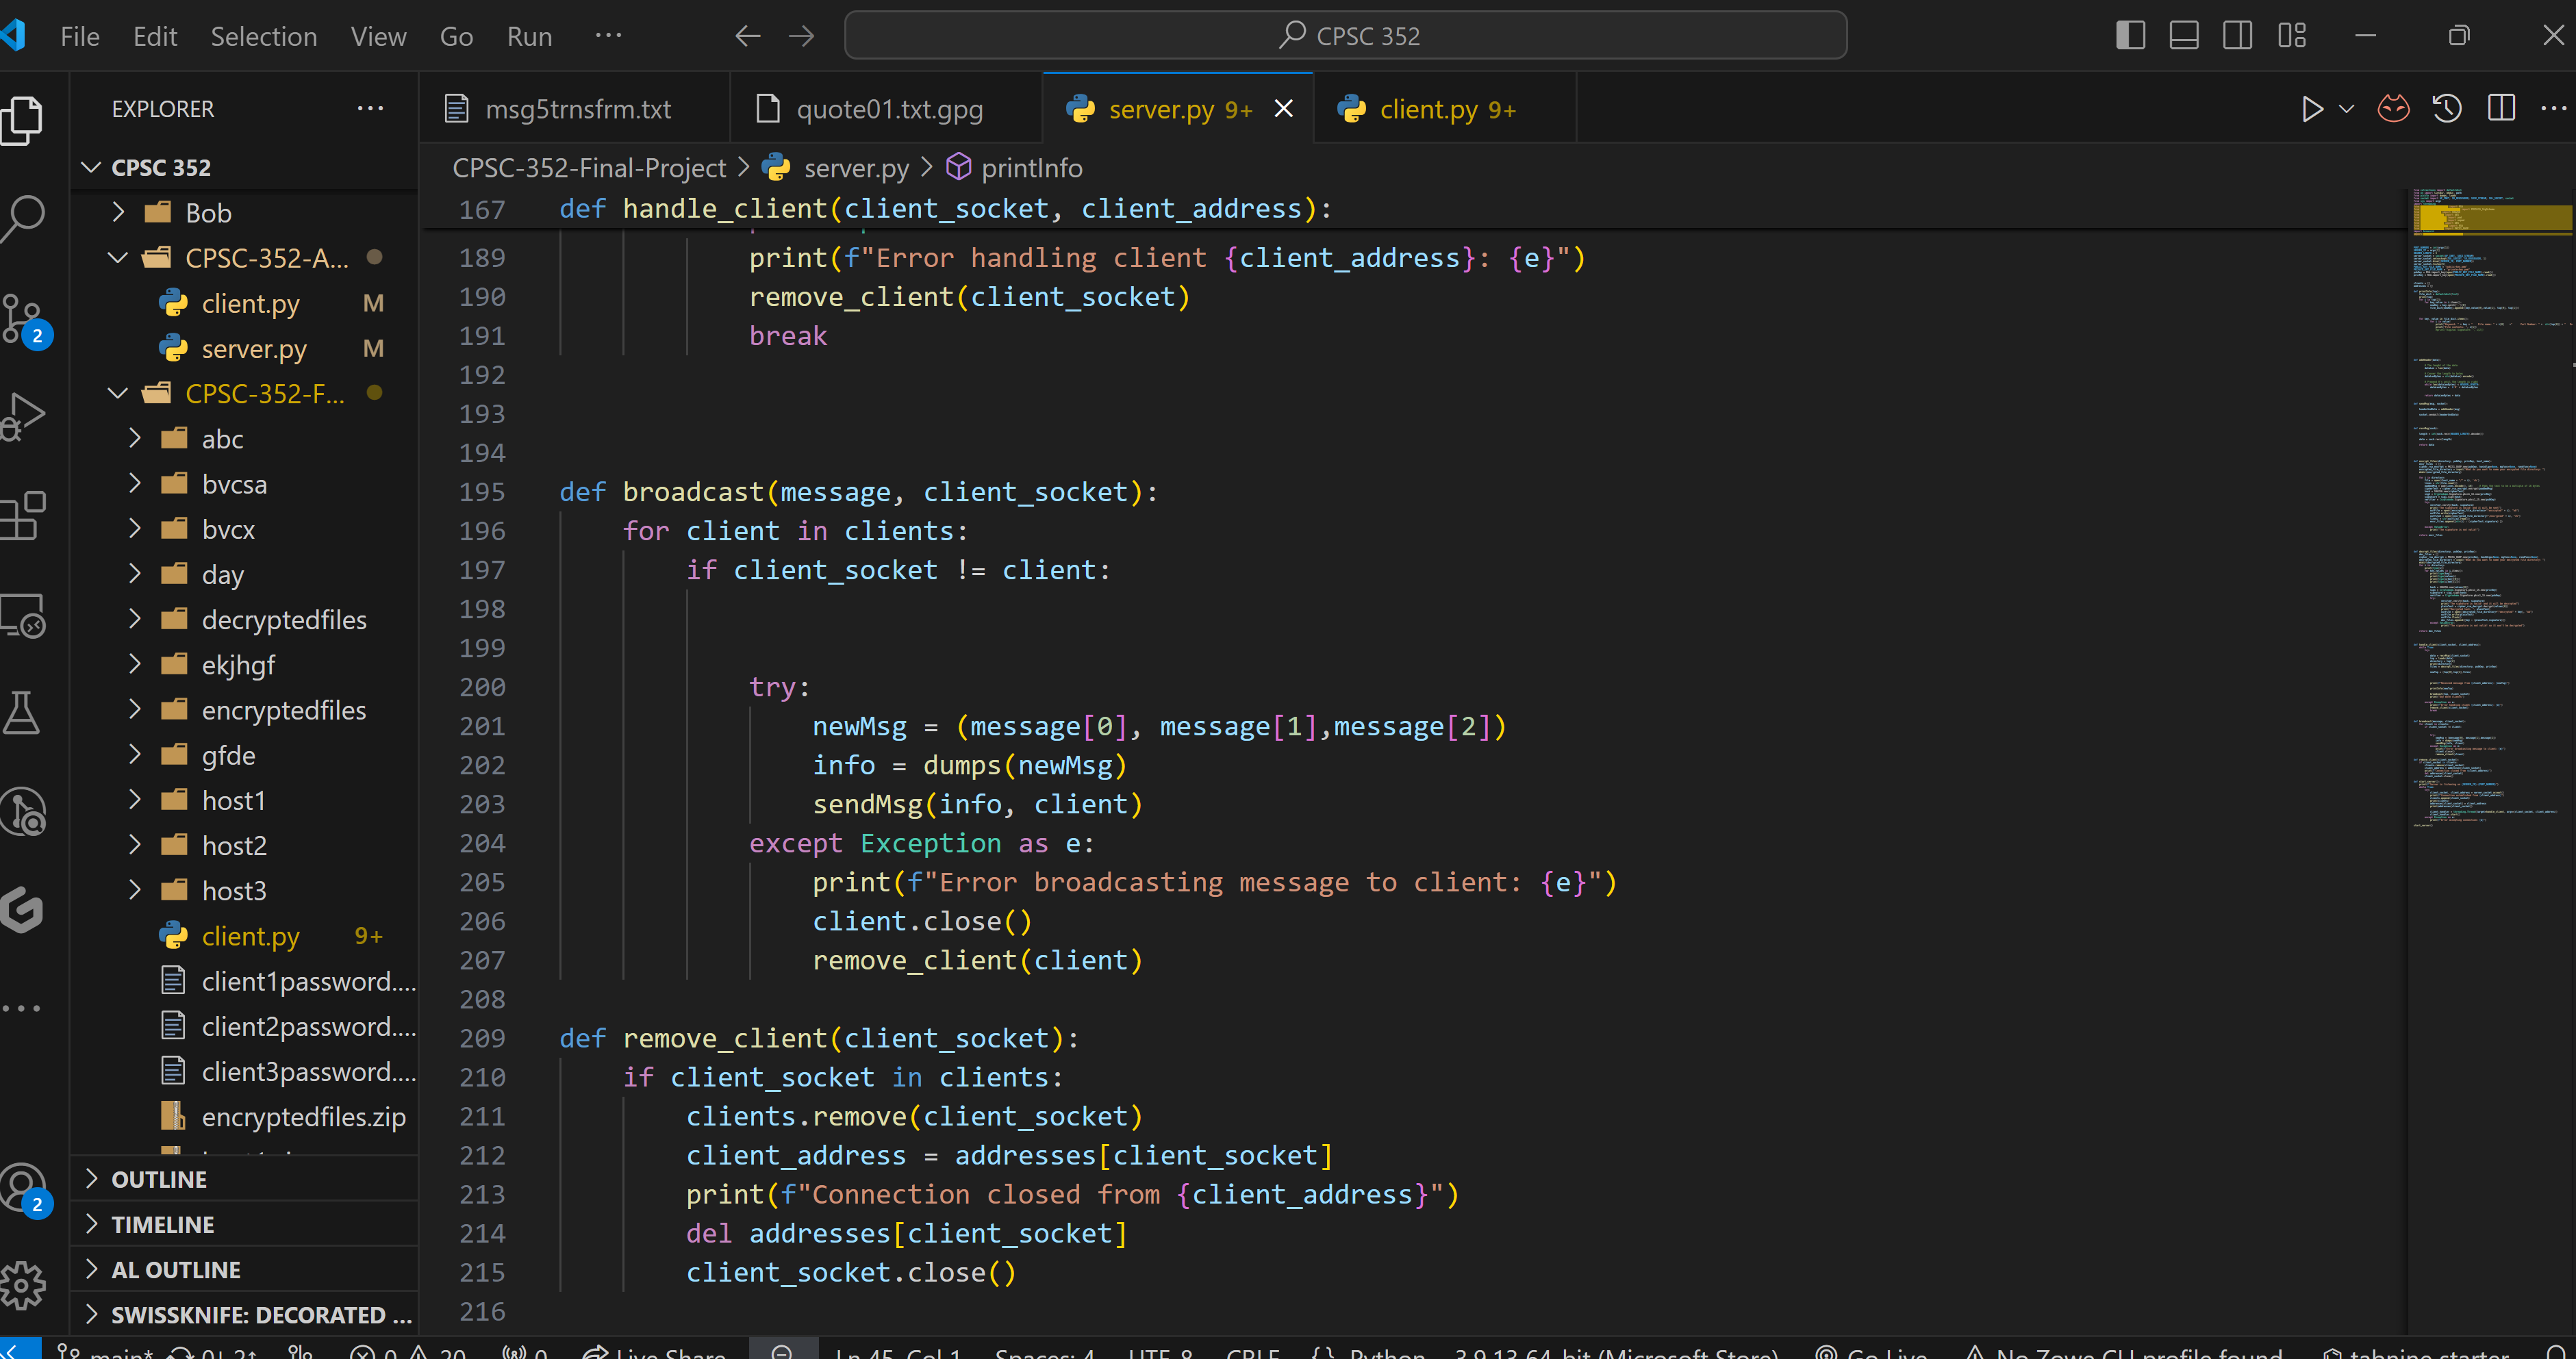 File Edit Selection View Go Run ··· CPSC 352
EXPLORER ···
msg5trnsfrm.txt quote01.txt.gpg server.py 9+ client.py 9+
CPSC 352
CPSC-352-Final-Project > server.py > printInfo
Bob
CPSC-352-A...
client.py M
server.py M
CPSC-352-F...
abc
bvcsa
bvcx
day
decryptedfiles
ekjhgf
encryptedfiles
gfde
host1
host2
host3
client.py 9+
client1password....
client2password....
client3password....
encryptedfiles.zip
OUTLINE
TIMELINE
AL OUTLINE
SWISSKNIFE: DECORATED ...
2
2
167 def handle_client(client_socket, client_address):
189 print(f"Error handling client {client_address}: {e}")
190 remove_client(client_socket)
191 break
192
193
194
195 def broadcast(message, client_socket):
196 for client in clients:
197 if client_socket != client:
198
199
200 try:
201 newMsg = (message[0], message[1],message[2])
202 info = dumps(newMsg)
203 sendMsg(info, client)
204 except Exception as e:
205 print(f"Error broadcasting message to client: {e}")
206 client.close()
207 remove_client(client)
208
209 def remove_client(client_socket):
210 if client_socket in clients:
211 clients.remove(client_socket)
212 client_address = addresses[client_socket]
213 print(f"Connection closed from {client_address}")
214 del addresses[client_socket]
215 client_socket.close()
216
main* 0↓ 2↑ 0 20 0 Live Share Ln 45, Col 1 Spaces: 4 UTF-8 CRLF {} Python 3.9.13 64-bit (Microsoft Store) Go Live No Zowe CLI profile found tabnine starter